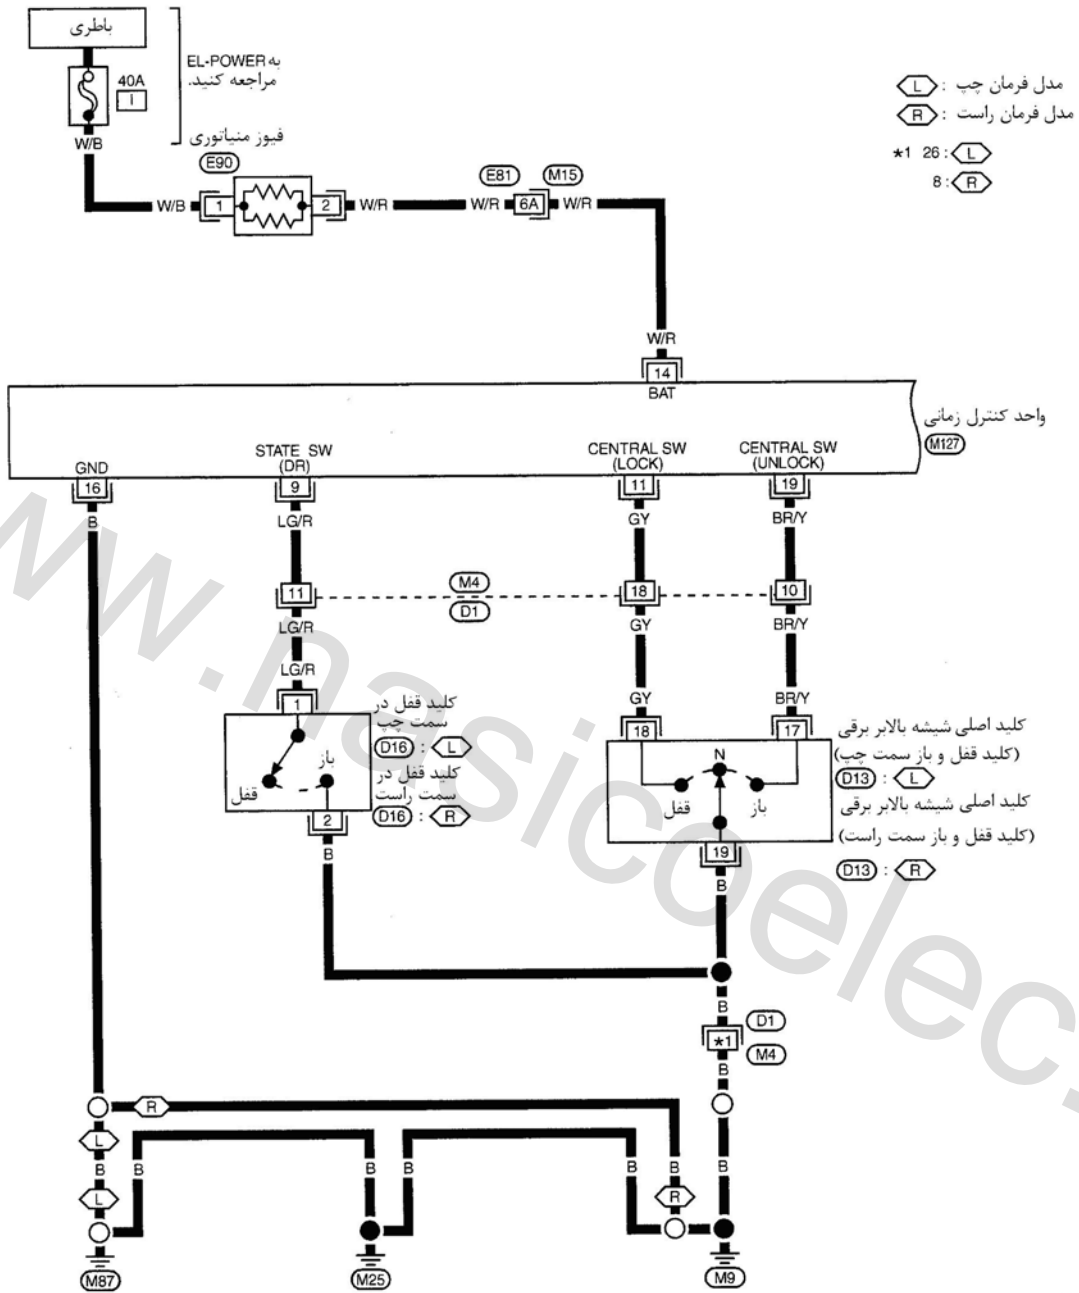 باطری
به EL-POWER
مراجعه کنید.
40A
I
فیوز منیاتوری
مدل فرمان چپ : L
مدل فرمان راست : R
*1 26 : L
8 : R
W/B
E90
W/B 1 2 W/R
E81 M15
W/R 6A W/R
W/R
14
BAT
واحد کنترل زمانی
M127
GND
STATE SW
(DR)
CENTRAL SW
(LOCK)
CENTRAL SW
(UNLOCK)
16 9 11 19
B LG/R GY BR/Y
M4
11 18 10
D1
LG/R GY BR/Y
LG/R GY BR/Y
1 18 17
کلید قفل در
سمت چپ
D16 : L
کلید قفل در
سمت راست
D16 : R
باز
قفل
2
B
کلید اصلی شیشه بالابر برقی
(کلید قفل و باز سمت چپ)
D13 : L
کلید اصلی شیشه بالابر برقی
(کلید قفل و باز سمت راست)
D13 : R
N
قفل باز
19
B
B
D1
*1
M4
B
R
L
B B B B B B B
L R
M87 M25 M9
www.nasicoelec.